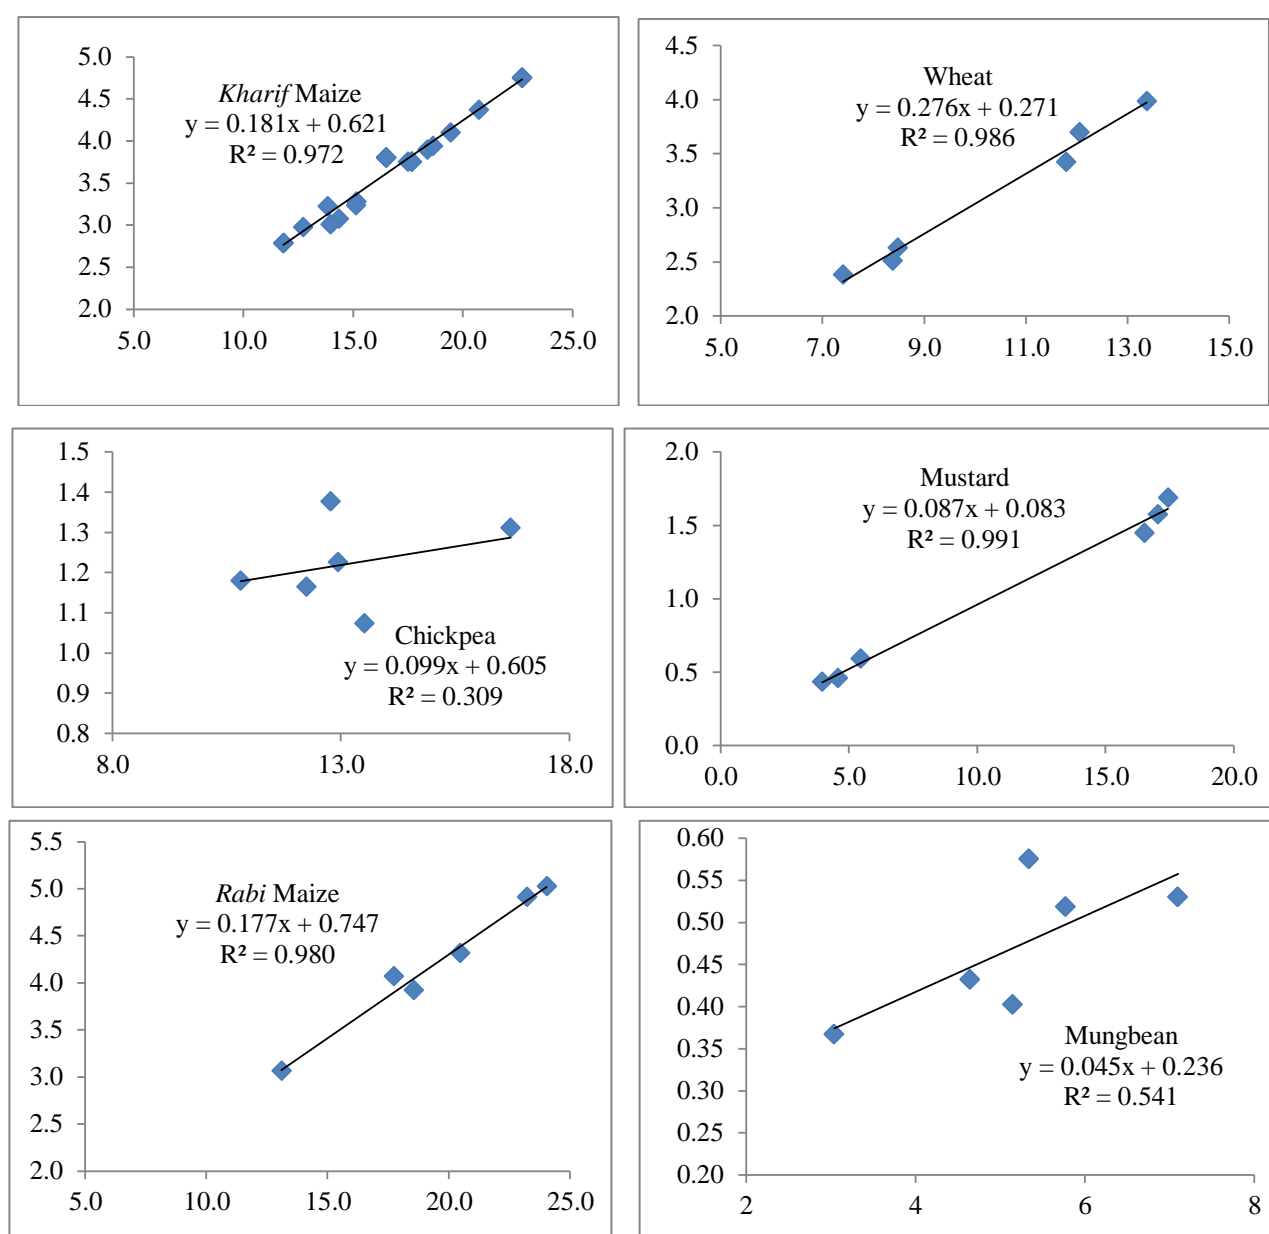 5.0
4.5
4.0
3.5
3.0
2.5
2.0
5.0 10.0 15.0 20.0 25.0
Kharif Maize
y = 0.181x + 0.621
R² = 0.972
4.5
4.0
3.5
3.0
2.5
2.0
5.0 7.0 9.0 11.0 13.0 15.0
Wheat
y = 0.276x + 0.271
R² = 0.986
1.5
1.4
1.3
1.2
1.1
1.0
0.9
0.8
8.0 13.0 18.0
Chickpea
y = 0.099x + 0.605
R² = 0.309
2.0
1.5
1.0
0.5
0.0
0.0 5.0 10.0 15.0 20.0
Mustard
y = 0.087x + 0.083
R² = 0.991
5.5
5.0
4.5
4.0
3.5
3.0
2.5
2.0
5.0 10.0 15.0 20.0 25.0
Rabi Maize
y = 0.177x + 0.747
R² = 0.980
0.60
0.55
0.50
0.45
0.40
0.35
0.30
0.25
0.20
2 4 6 8
Mungbean
y = 0.045x + 0.236
R² = 0.541